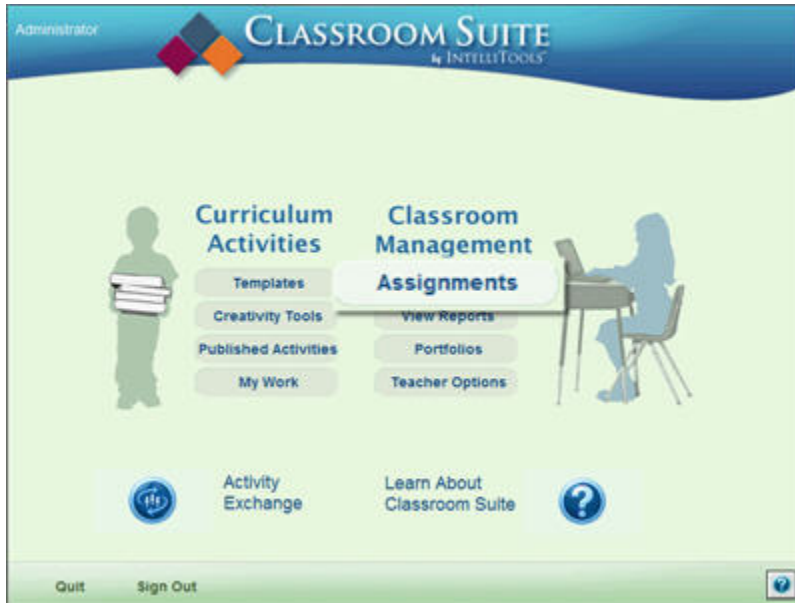 Administrator
CLASSROOM SUITE
by INTELLITOOLS
Curriculum
Activities
Templates
Creativity Tools
Published Activities
My Work
Classroom
Management
Assignments
View Reports
Portfolios
Teacher Options
Activity
Exchange
Learn About
Classroom Suite
?
Quit
Sign Out
?